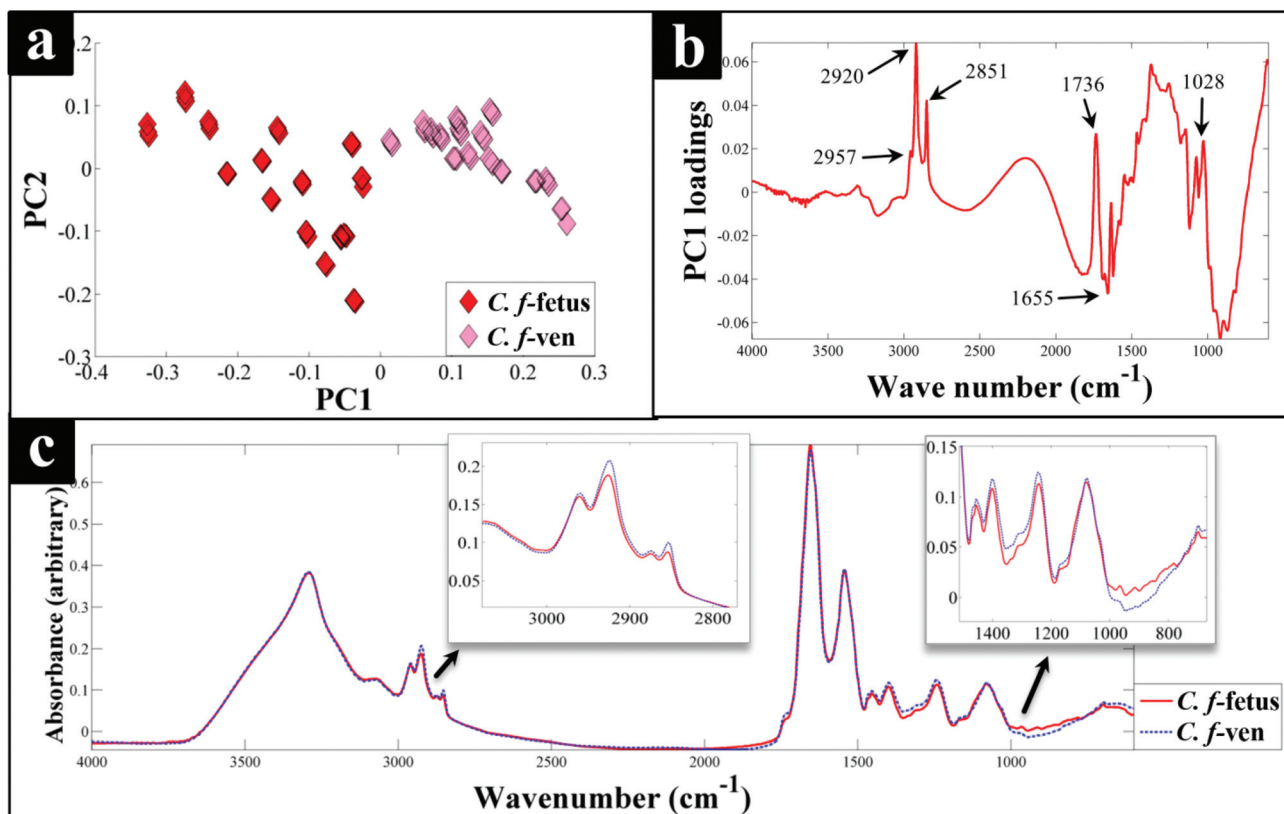 a
0.2
0.1
0
-0.1
-0.2
-0.3
PC2
-0.4 -0.3 -0.2 -0.1 0 0.1 0.2 0.3
PC1
C. f-fetus
C. f-ven
b
0.06
0.04
0.02
0
-0.02
-0.04
-0.06
PC1 loadings
2920
2851
2957
1736
1028
1655
4000 3500 3000 2500 2000 1500 1000
Wave number (cm-1)
c
0.6
0.5
0.4
0.3
0.2
0.1
0
Absorbance (arbitrary)
0.2
0.15
0.1
0.05
3000 2900 2800
0.15
0.1
0.05
0
1400 1200 1000 800
C. f-fetus
C. f-ven
4000 3500 3000 2500 2000 1500 1000
Wavenumber (cm-1)